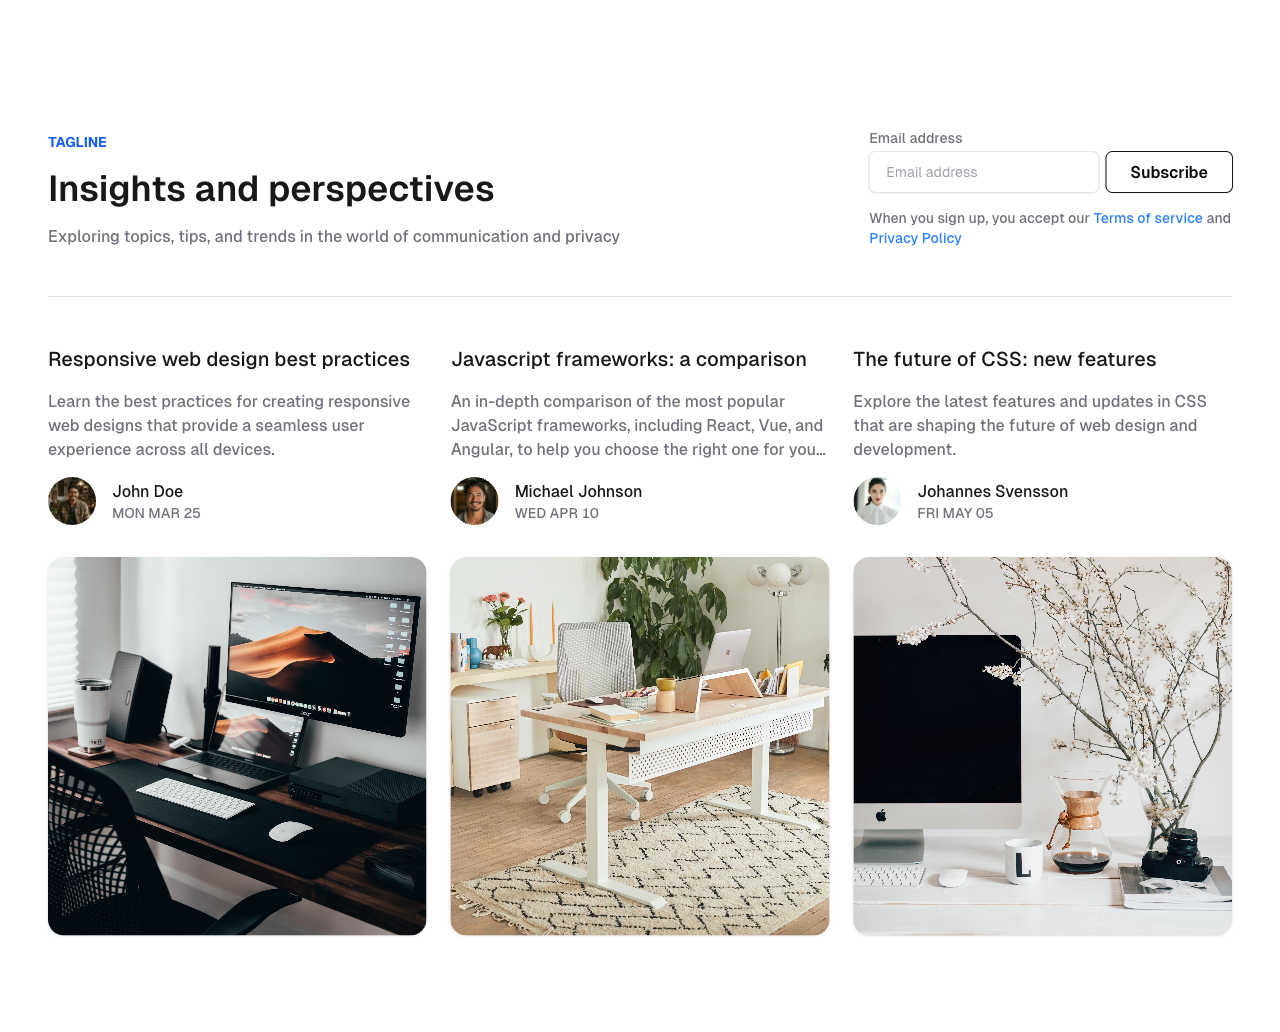 TAGLINE
Insights and perspectives
Exploring topics, tips, and trends in the world of communication and privacy
Email address
Email address
Subscribe
When you sign up, you accept our Terms of service and
Privacy Policy
Responsive web design best practices
Learn the best practices for creating responsive
web designs that provide a seamless user
experience across all devices.
John Doe
MON MAR 25
Javascript frameworks: a comparison
An in-depth comparison of the most popular
JavaScript frameworks, including React, Vue, and
Angular, to help you choose the right one for you…
Michael Johnson
WED APR 10
The future of CSS: new features
Explore the latest features and updates in CSS
that are shaping the future of web design and
development.
Johannes Svensson
FRI MAY 05
YETI
L